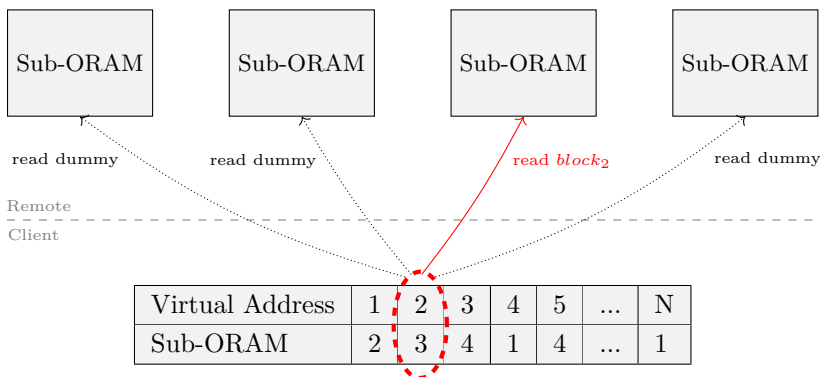 Sub-ORAM Sub-ORAM Sub-ORAM Sub-ORAM
read dummy read dummy read block₂ read dummy
Remote
Client
Virtual Address 1 2 3 4 5 ... N
Sub-ORAM 2 3 4 1 4 ... 1